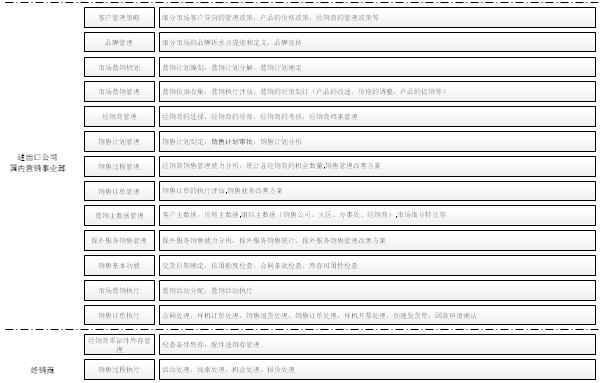 客户管理策略 细分市场客户导向的管理政策，产品的价格政策，经销商的管理政策等
品牌管理 细分市场的品牌诉求点提炼和定义，品牌宣传
市场营销规划 营销计划编制，营销计划分解，营销计划确定
市场营销管理 营销信息收集，营销执行评估，营销的对策制订（产品的改进，价格的调整，产品的促销等）
经销商管理 经销商的选择，经销商的培育，经销商的考核，经销商档案管理
销售计划管理 销售计划制定，销售计划审批，销售计划分析
进出口公司
国内营销事业部
销售过程管理 经销商销售管理能力分析，统计各经销商的机会数量,销售管理改善方案
销售订单管理 销售订单的执行评估,销售业务改善方案
营销主数据管理 客户主数据，价格主数据,组织主数据（销售公司、大区、办事处、经销商）,市场细分特征等
保外服务销售管理 保外服务销售能力分析，保外服务销售统计，保外服务销售管理改善方案
销售基本功能 交货日期确定，信用额度检查，合同条款检查，库存可用性检查
市场营销执行 营销活动分配，营销活动执行
销售订单执行 合同处理，样机订单处理，销售退货处理，销售订单处理，样机开票处理，创建发货单，回款申请确认
经销商零部件库存管
理 检查备件库存，配件进销存管理
经销商
销售过程执行 活动处理，线索处理，机会处理，报价处理